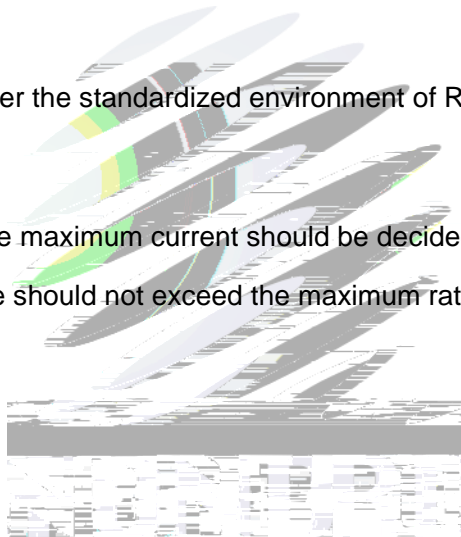 er the standardized environment of R
e maximum current should be decide
e should not exceed the maximum rat